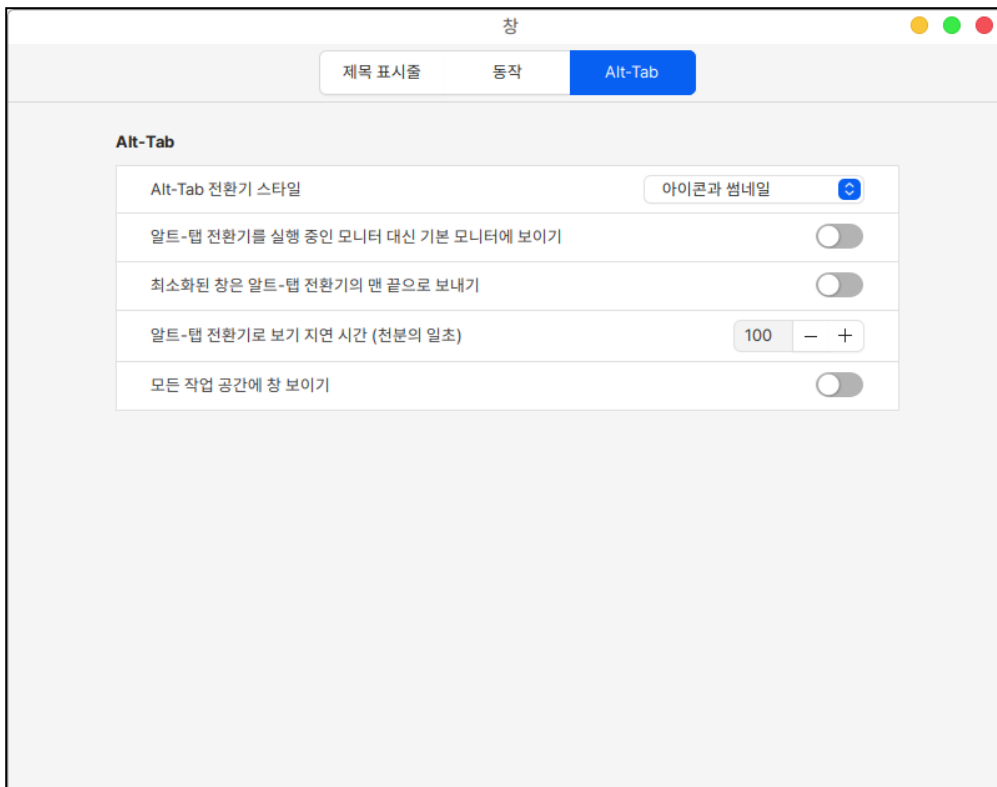 창
제목 표시줄 동작 Alt-Tab
Alt-Tab
Alt-Tab 전환기 스타일 아이콘과 썸네일
알트-탭 전환기를 실행 중인 모니터 대신 기본 모니터에 보이기
최소화된 창은 알트-탭 전환기의 맨 끝으로 보내기
알트-탭 전환기로 보기 지연 시간 (천분의 일초) 100 − +
모든 작업 공간에 창 보이기